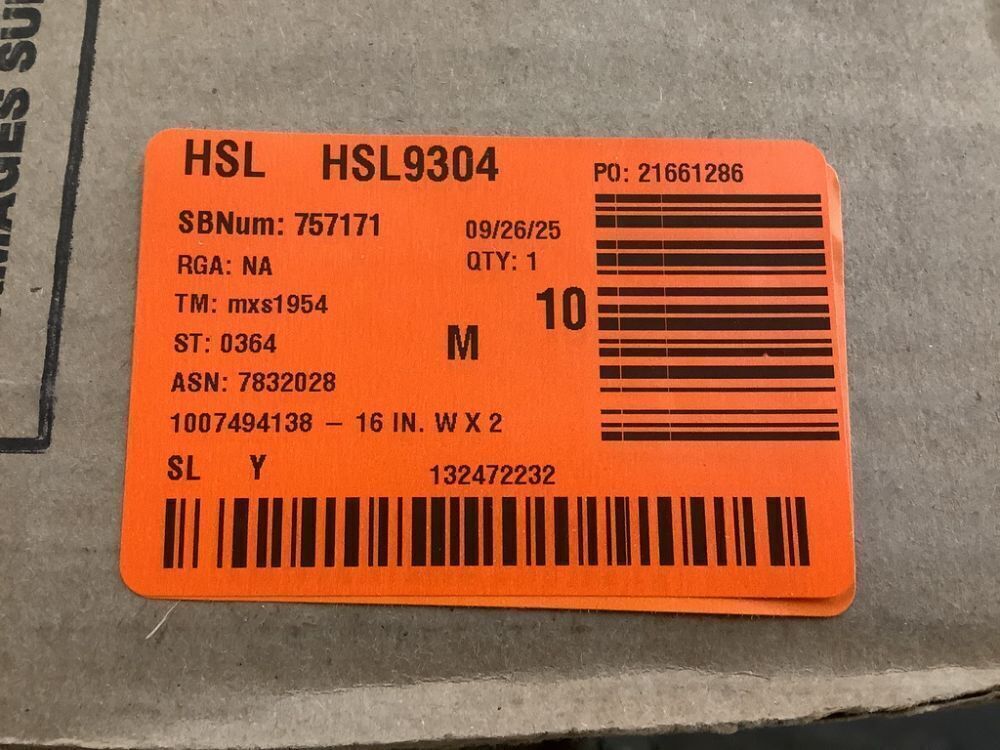 HSL HSL9304
PO: 21661286
SBNum: 757171
09/26/25
RGA: NA
QTY: 1
TM: mxs1954
10
ST: 0364
M
ASN: 7832028
1007494138 – 16 IN. W X 2
SL Y
132472232